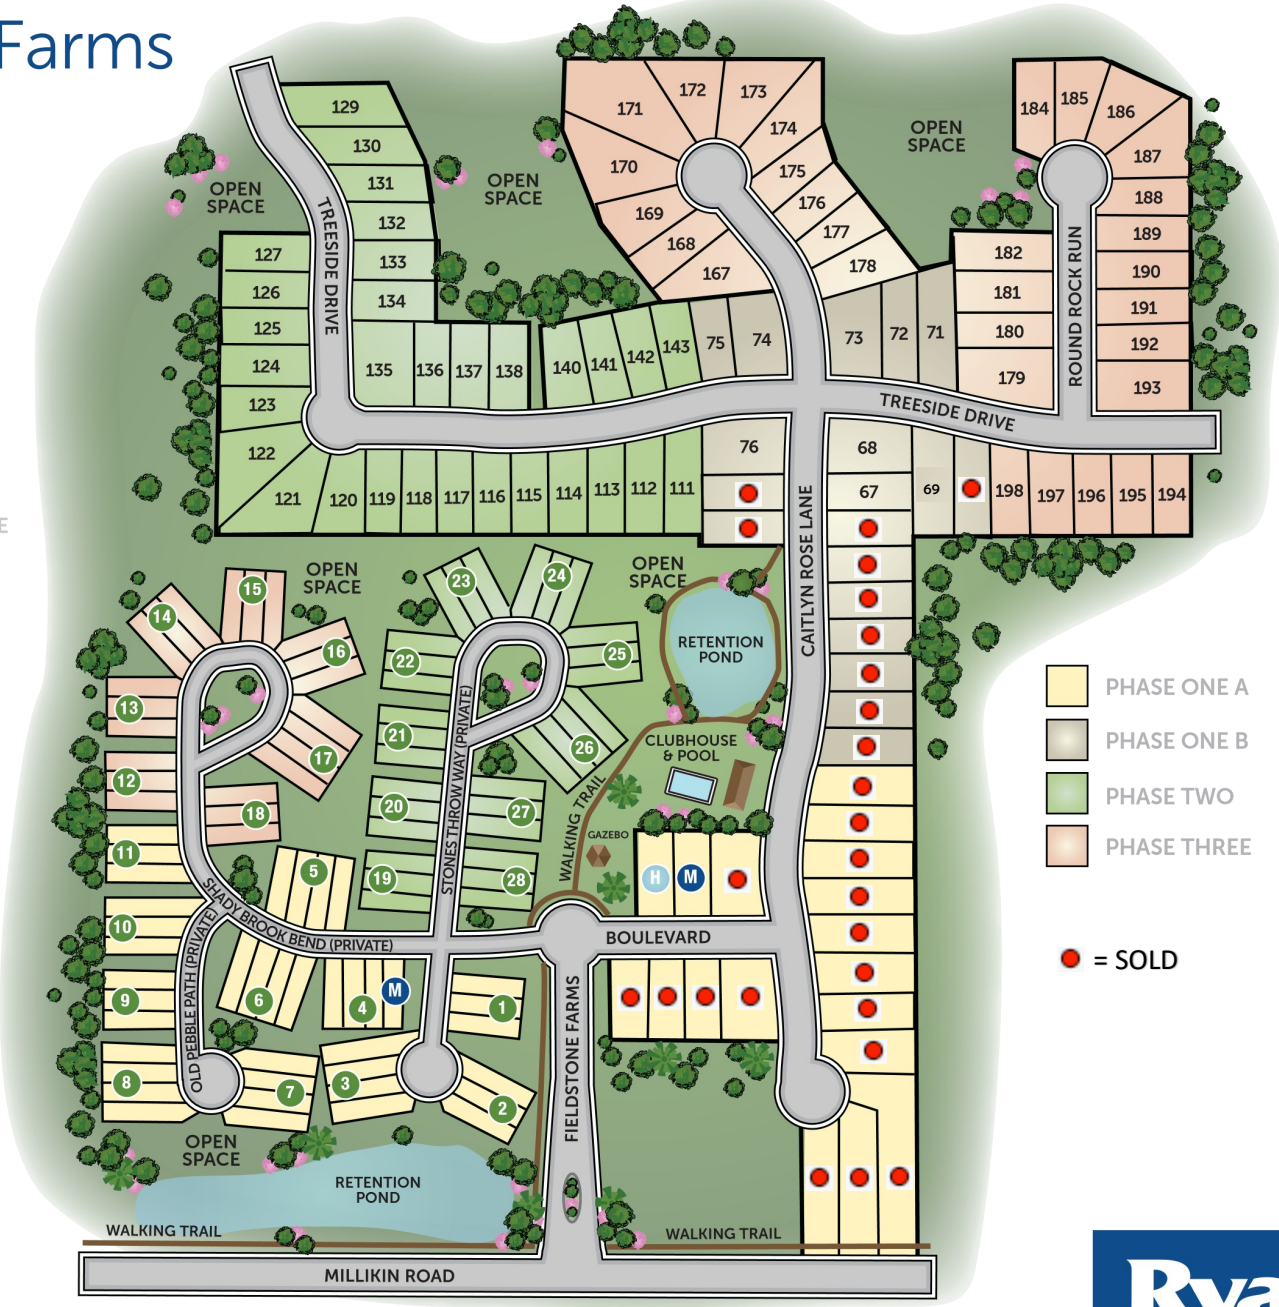 Farms
129
130
131
132
133
134
127
126
125
124
123
122
121
120
119
118
117
116
115
114
113
112
111
135
136
137
138
140
141
142
143
75
74
171
172
173
170
174
175
169
176
168
177
167
178
73
72
71
184
185
186
187
188
189
190
191
192
193
182
181
180
179
76
68
67
69
198
197
196
195
194
OPEN
SPACE
OPEN
SPACE
OPEN
SPACE
TREESIDE DRIVE
TREESIDE DRIVE
ROUND ROCK RUN
CAITLYN ROSE LANE
E
OPEN
SPACE
OPEN
SPACE
RETENTION
POND
CLUBHOUSE
& POOL
WALKING TRAIL
GAZEBO
H
M
15
14
16
13
12
17
18
11
10
9
8
5
6
4
M
7
3
2
1
23
24
22
25
21
26
20
27
19
28
STONES THROW WAY (PRIVATE)
SHADY BROOK BEND (PRIVATE)
OLD PEBBLE PATH (PRIVATE)
BOULEVARD
FIELDSTONE FARMS
OPEN
SPACE
RETENTION
POND
WALKING TRAIL
WALKING TRAIL
MILLIKIN ROAD
PHASE ONE A
PHASE ONE B
PHASE TWO
PHASE THREE
= SOLD